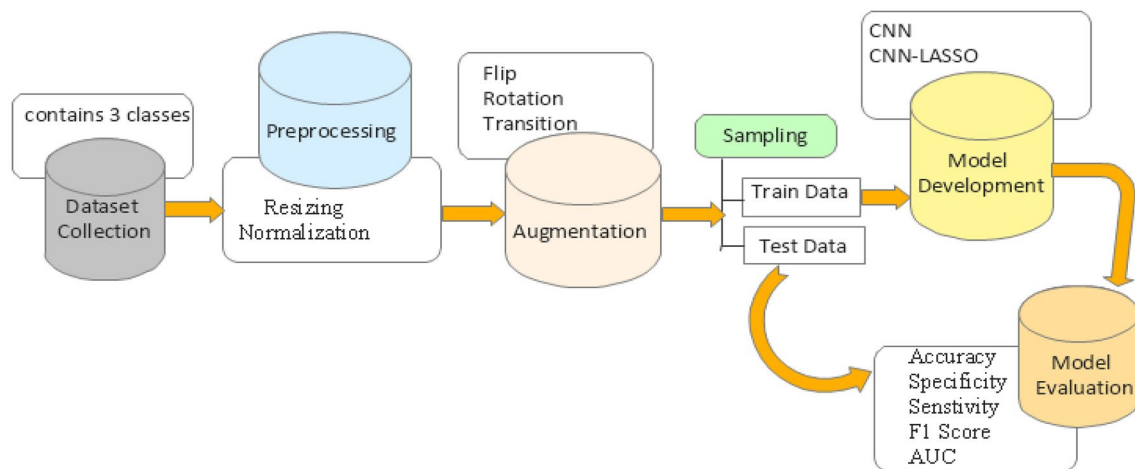 contains 3 classes
Dataset
Collection
Preprocessing
Resizing
Normalization
Flip
Rotation
Transition
Augmentation
Sampling
Train Data
Test Data
CNN
CNN-LASSO
Model
Development
Accuracy
Specificity
Senstivity
F1 Score
AUC
Model
Evaluation